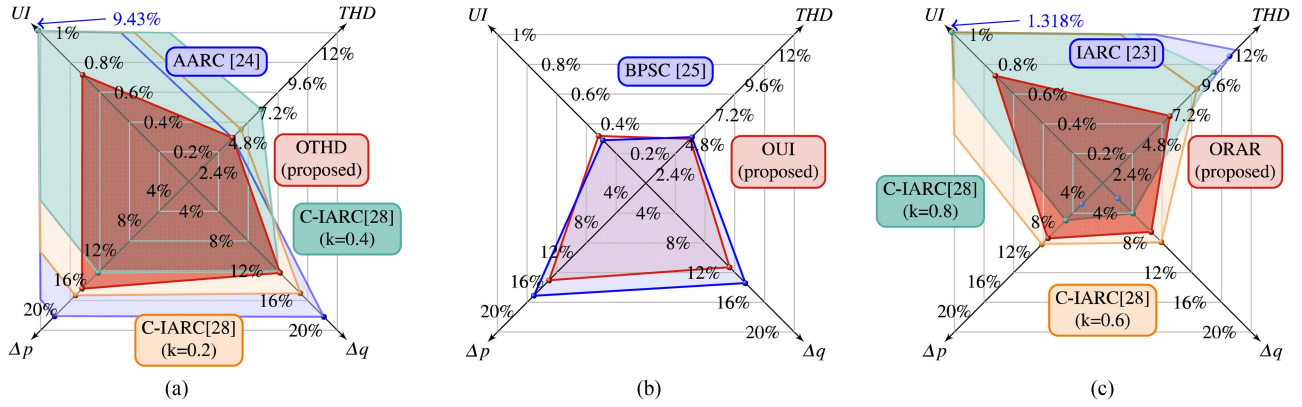 UI
9.43%
THD
1%
12%
AARC [24]
0.8%
9.6%
0.6%
7.2%
0.4%
4.8%
OTHD
(proposed)
0.2%
2.4%
4%
4%
C-IARC[28]
(k=0.4)
8%
8%
12%
12%
16%
16%
20%
C-IARC[28]
(k=0.2)
20%
Δp
Δq
(a)
UI
THD
1%
12%
0.8%
BPSC [25]
9.6%
0.6%
7.2%
0.4%
4.8%
OUI
(proposed)
0.2%
2.4%
4%
4%
8%
8%
12%
12%
16%
16%
20%
20%
Δp
Δq
(b)
UI
1.318%
THD
1%
12%
IARC [23]
0.8%
9.6%
0.6%
7.2%
0.4%
4.8%
ORAR
(proposed)
0.2%
2.4%
C-IARC[28]
(k=0.8)
4%
4%
8%
8%
12%
12%
16%
C-IARC[28]
(k=0.6)
16%
20%
20%
Δp
Δq
(c)